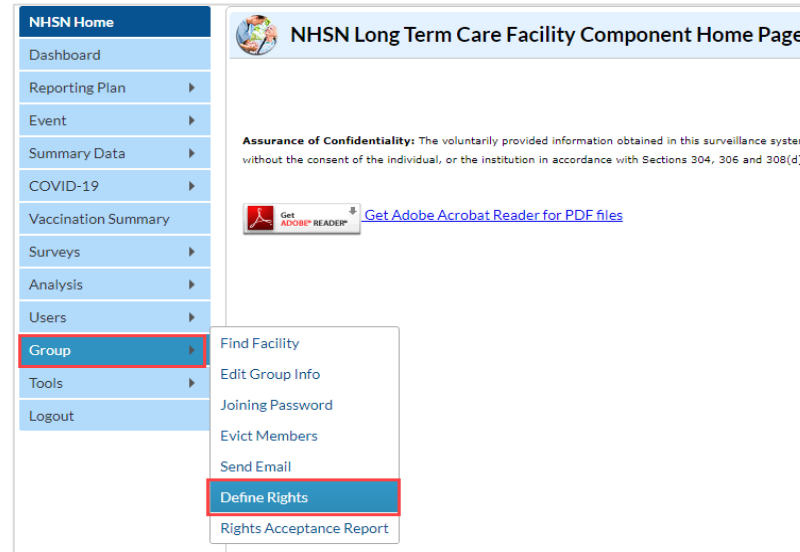 NHSN Home
Dashboard
Reporting Plan
Event
Summary Data
COVID-19
Vaccination Summary
Surveys
Analysis
Users
Group
Tools
Logout
NHSN Long Term Care Facility Component Home Page
Assurance of Confidentiality: The voluntarily provided information obtained in this surveillance syste
without the consent of the individual, or the institution in accordance with Sections 304, 306 and 308(d)
Get
ADOBE® READER®
Get Adobe Acrobat Reader for PDF files
Find Facility
Edit Group Info
Joining Password
Evict Members
Send Email
Define Rights
Rights Acceptance Report